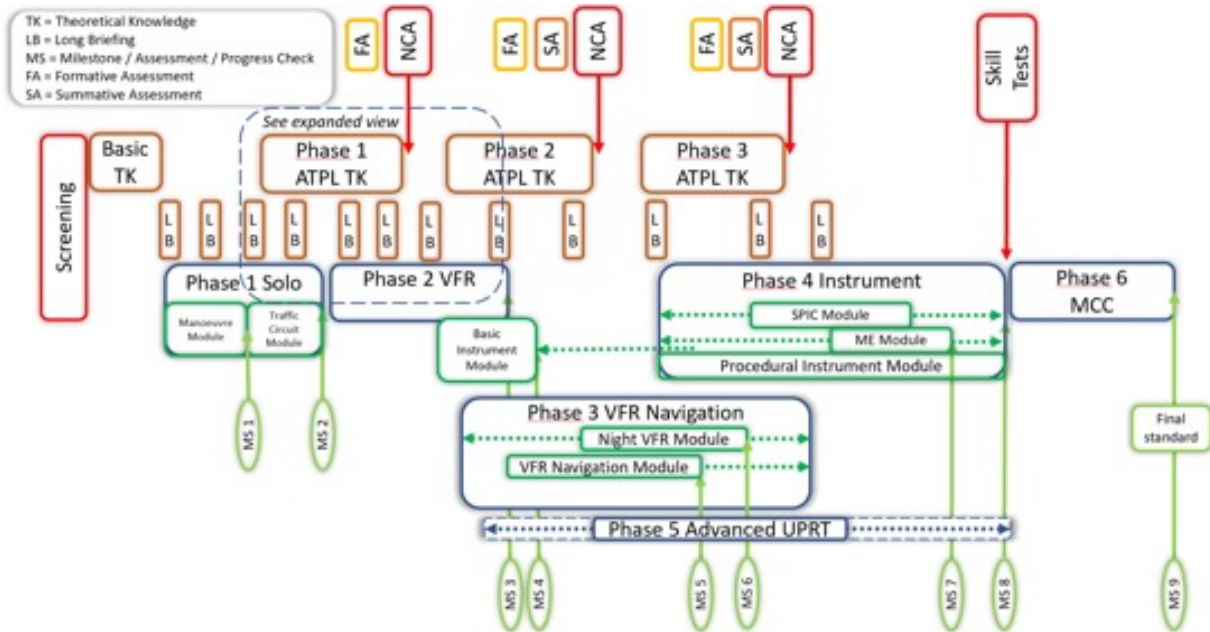 TK = Theoretical Knowledge
LB = Long Briefing
MS = Milestone / Assessment / Progress Check
FA = Formative Assessment
SA = Summative Assessment
FA
NCA
FA
SA
NCA
FA
SA
NCA
Skill
Tests
See expanded view
Screening
Basic
TK
Phase 1
ATPL TK
Phase 2
ATPL TK
Phase 3
ATPL TK
L
B
L
B
L
B
L
B
L
B
L
B
L
B
L
B
L
B
L
B
L
B
L
B
Phase 1 Solo
Manoeuvre
Module
Traffic
Circuit
Module
Phase 2 VFR
Basic
Instrument
Module
Phase 4 Instrument
SPIC Module
ME Module
Procedural Instrument Module
Phase 6
MCC
Phase 3 VFR Navigation
Night VFR Module
VFR Navigation Module
MS 1
MS 2
Final
standard
Phase 5 Advanced UPRT
MS 3
MS 4
MS 5
MS 6
MS 7
MS 8
MS 9